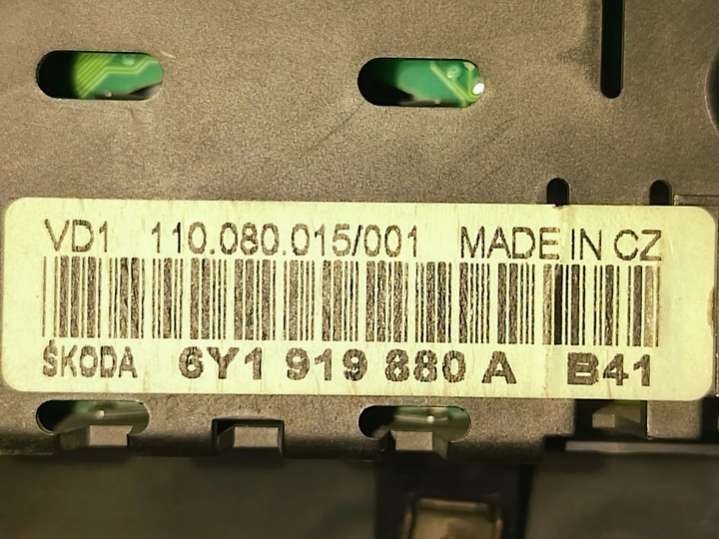 VD1 110.080.015/001 MADE IN CZ
ŠKODA 6Y1 919 880 A B41